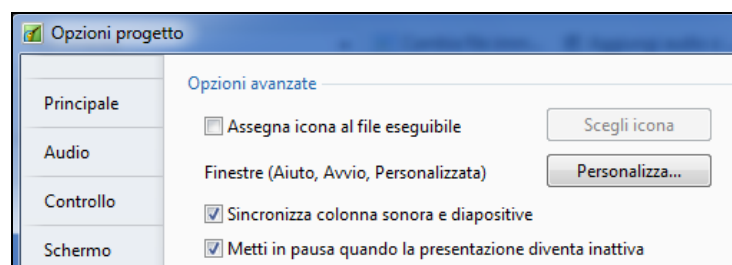 Opzioni progetto
Opzioni avanzate
Principale
Assegna icona al file eseguibile
Scegli icona
Audio
Finestre (Aiuto, Avvio, Personalizzata)
Personalizza...
Controllo
Sincronizza colonna sonora e diapositive
Schermo
Metti in pausa quando la presentazione diventa inattiva